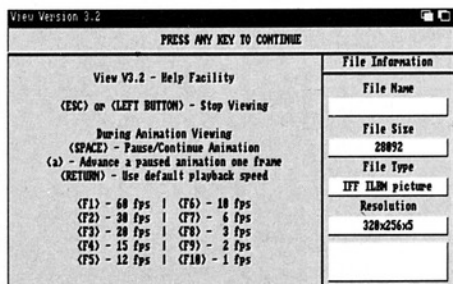 View Version 3.2
PRESS ANY KEY TO CONTINUE
View V3.2 - Help Facility
(ESC) or (LEFT BUTTON) - Stop Viewing
During Animation Viewing
(SPACE) - Pause/Continue Animation
(a) - Advance a paused animation one frame
(RETURN) - Use default playback speed
(F1) - 60 fps | (F6) - 10 fps
(F2) - 30 fps | (F7) - 6 fps
(F3) - 20 fps | (F8) - 3 fps
(F4) - 15 fps | (F9) - 2 fps
(F5) - 12 fps | (F10) - 1 fps
File Information
File Name
File Size
28092
File Type
IFF ILBM picture
Resolution
320x256x5